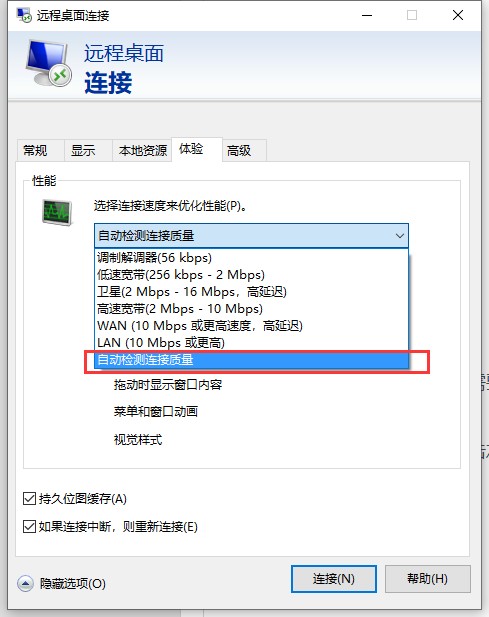 远程桌面连接
远程桌面
连接
常规 显示 本地资源 体验 高级
性能
选择连接速度来优化性能(P)。
自动检测连接质量
调制解调器(56 kbps)
低速宽带(256 kbps - 2 Mbps)
卫星(2 Mbps - 16 Mbps，高延迟)
高速宽带(2 Mbps - 10 Mbps)
WAN (10 Mbps 或更高速度，高延迟)
LAN (10 Mbps 或更高)
自动检测连接质量
拖动时显示窗口内容
菜单和窗口动画
视觉样式
持久位图缓存(A)
如果连接中断，则重新连接(E)
隐藏选项(O) 连接(N) 帮助(H)